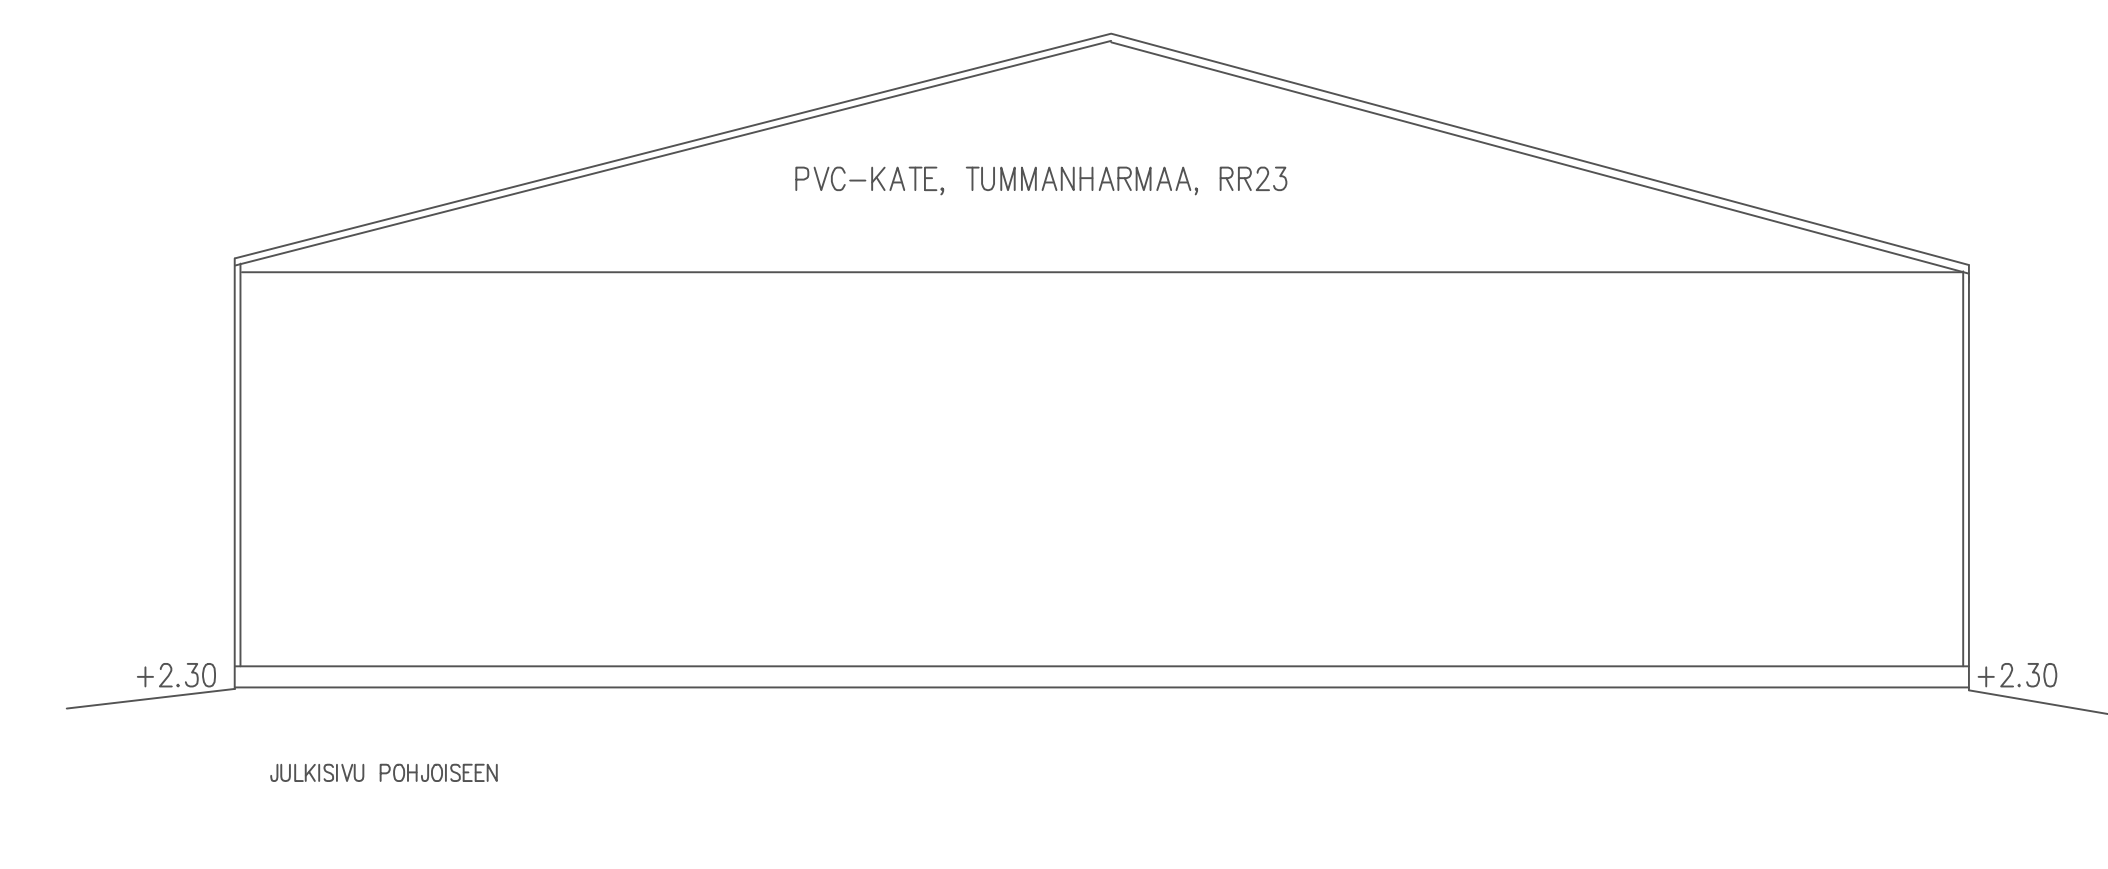 PVC-KATE, TUMMANHARMAA, RR23
+2.30
+2.30
JULKISIVU POHJOISEEN